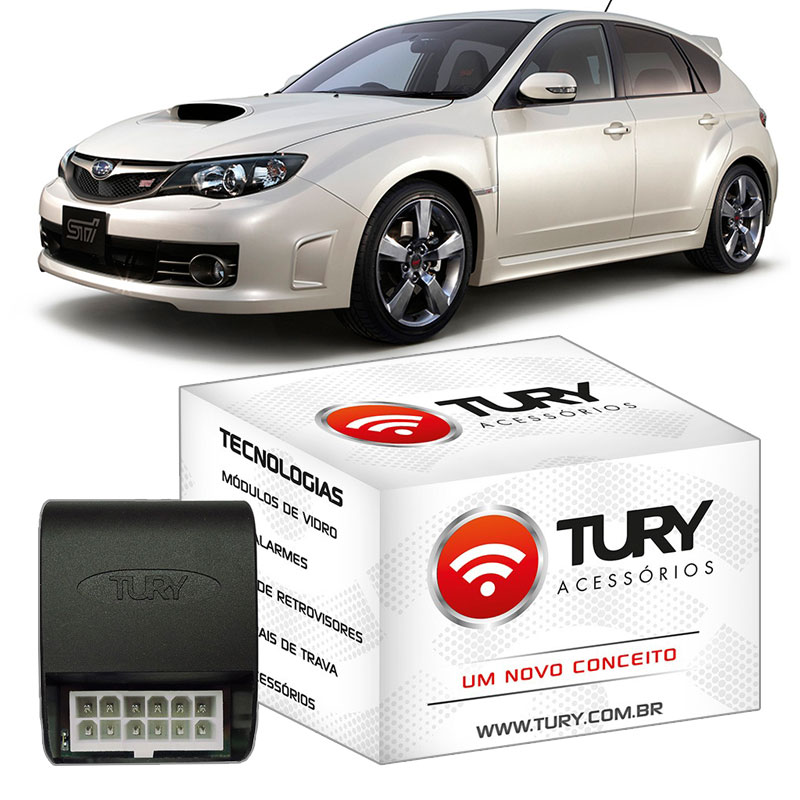 STI
TURY
ACESSÓRIOS
TECNOLOGIAS
MÓDULOS DE VIDRO
ALARMES
DE RETROVISORES
AIS DE TRAVA
ESSÓRIOS
TURY
ACESSÓRIOS
UM NOVO CONCEITO
WWW.TURY.COM.BR
TURY